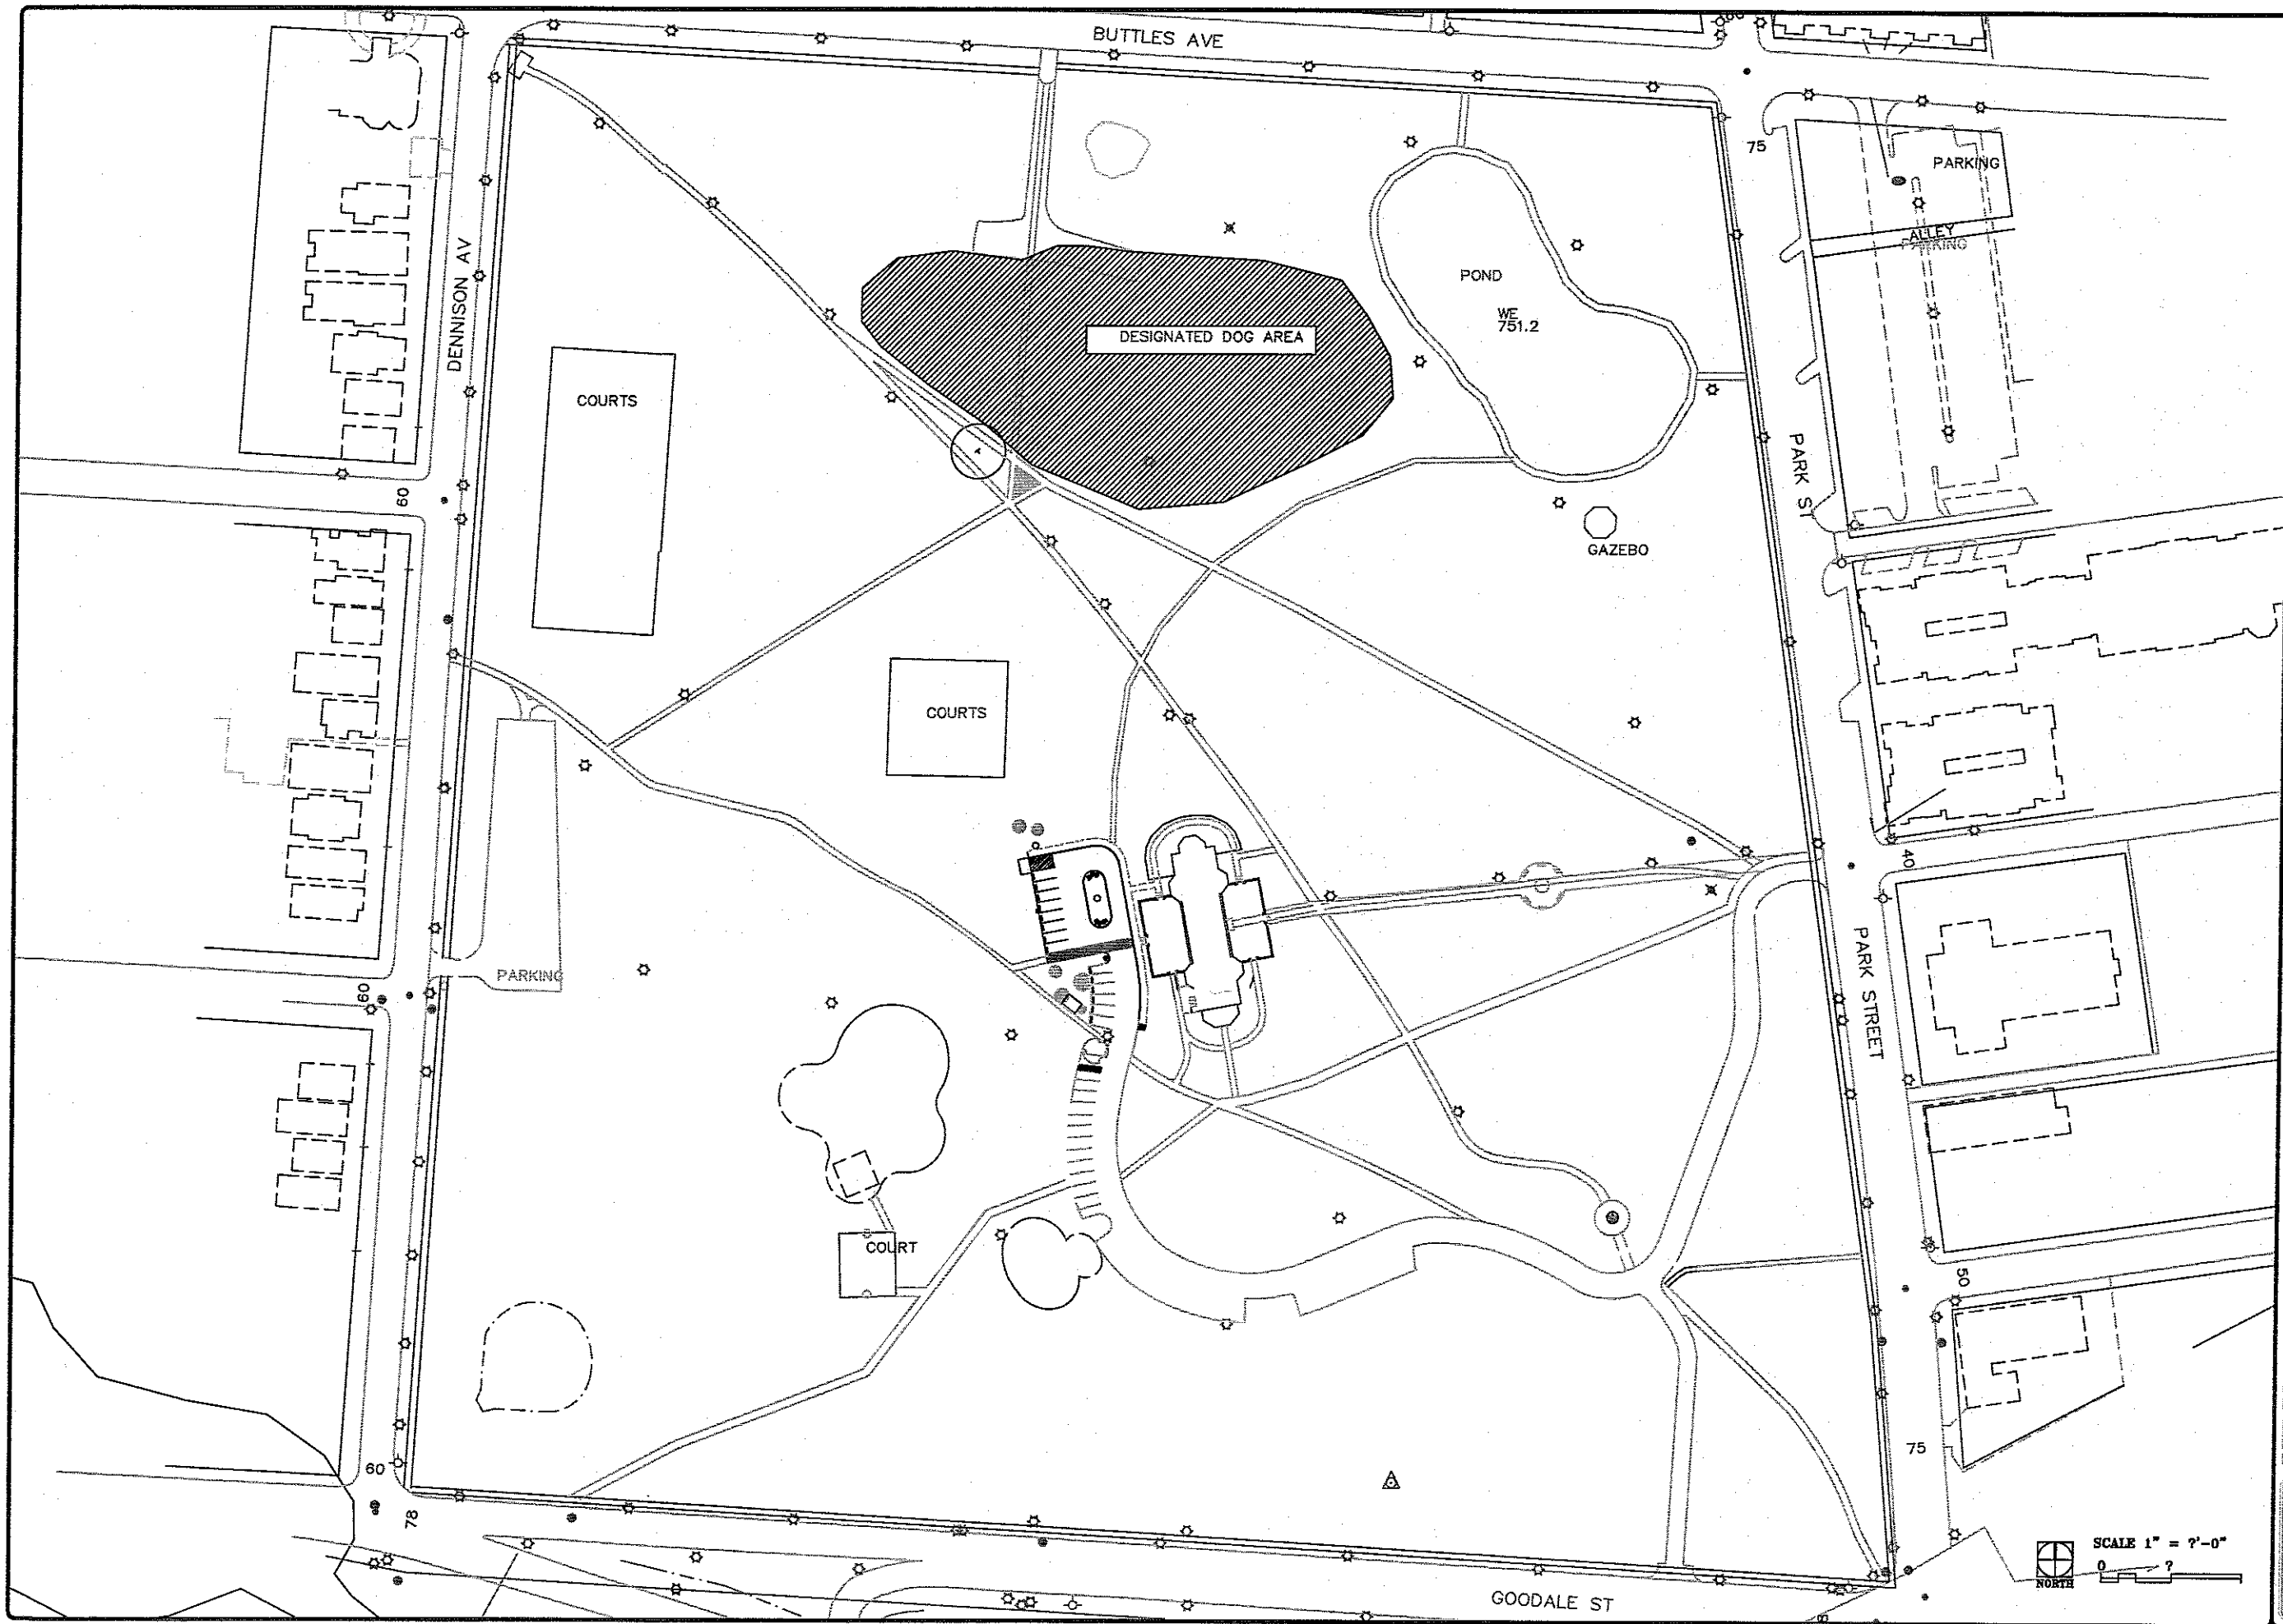 BUTTLES AVE
75
PARKING
ALLEY
PARKING
DENNISON AV
POND
WE
751.2
DESIGNATED DOG AREA
COURTS
PARK ST
60
GAZEBO
COURTS
40
PARKING
60
PARK STREET
COURT
50
75
60
78
SCALE 1" = ?'-0"
0 ?
NORTH
GOODALE ST